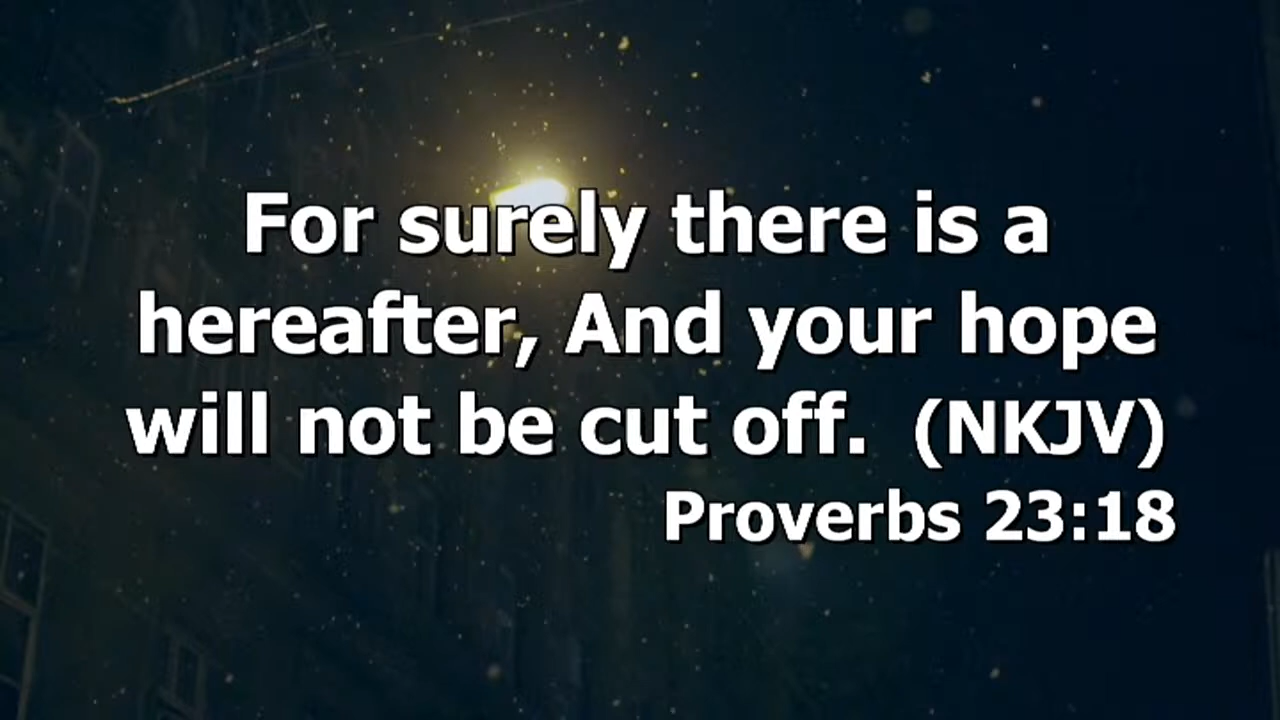 For surely there is a
hereafter, And your hope
will not be cut off.  (NKJV)
Proverbs 23:18